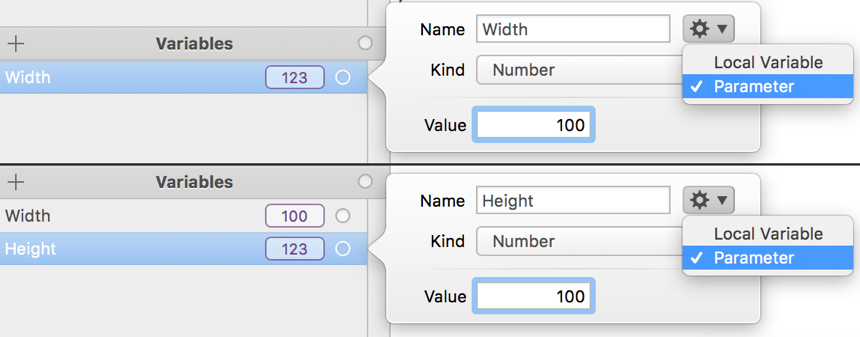 Variables
Width 123
Name Width
Kind Number
Value 100
Local Variable
✓ Parameter
Variables
Width 100
Height 123
Name Height
Kind Number
Value 100
Local Variable
✓ Parameter